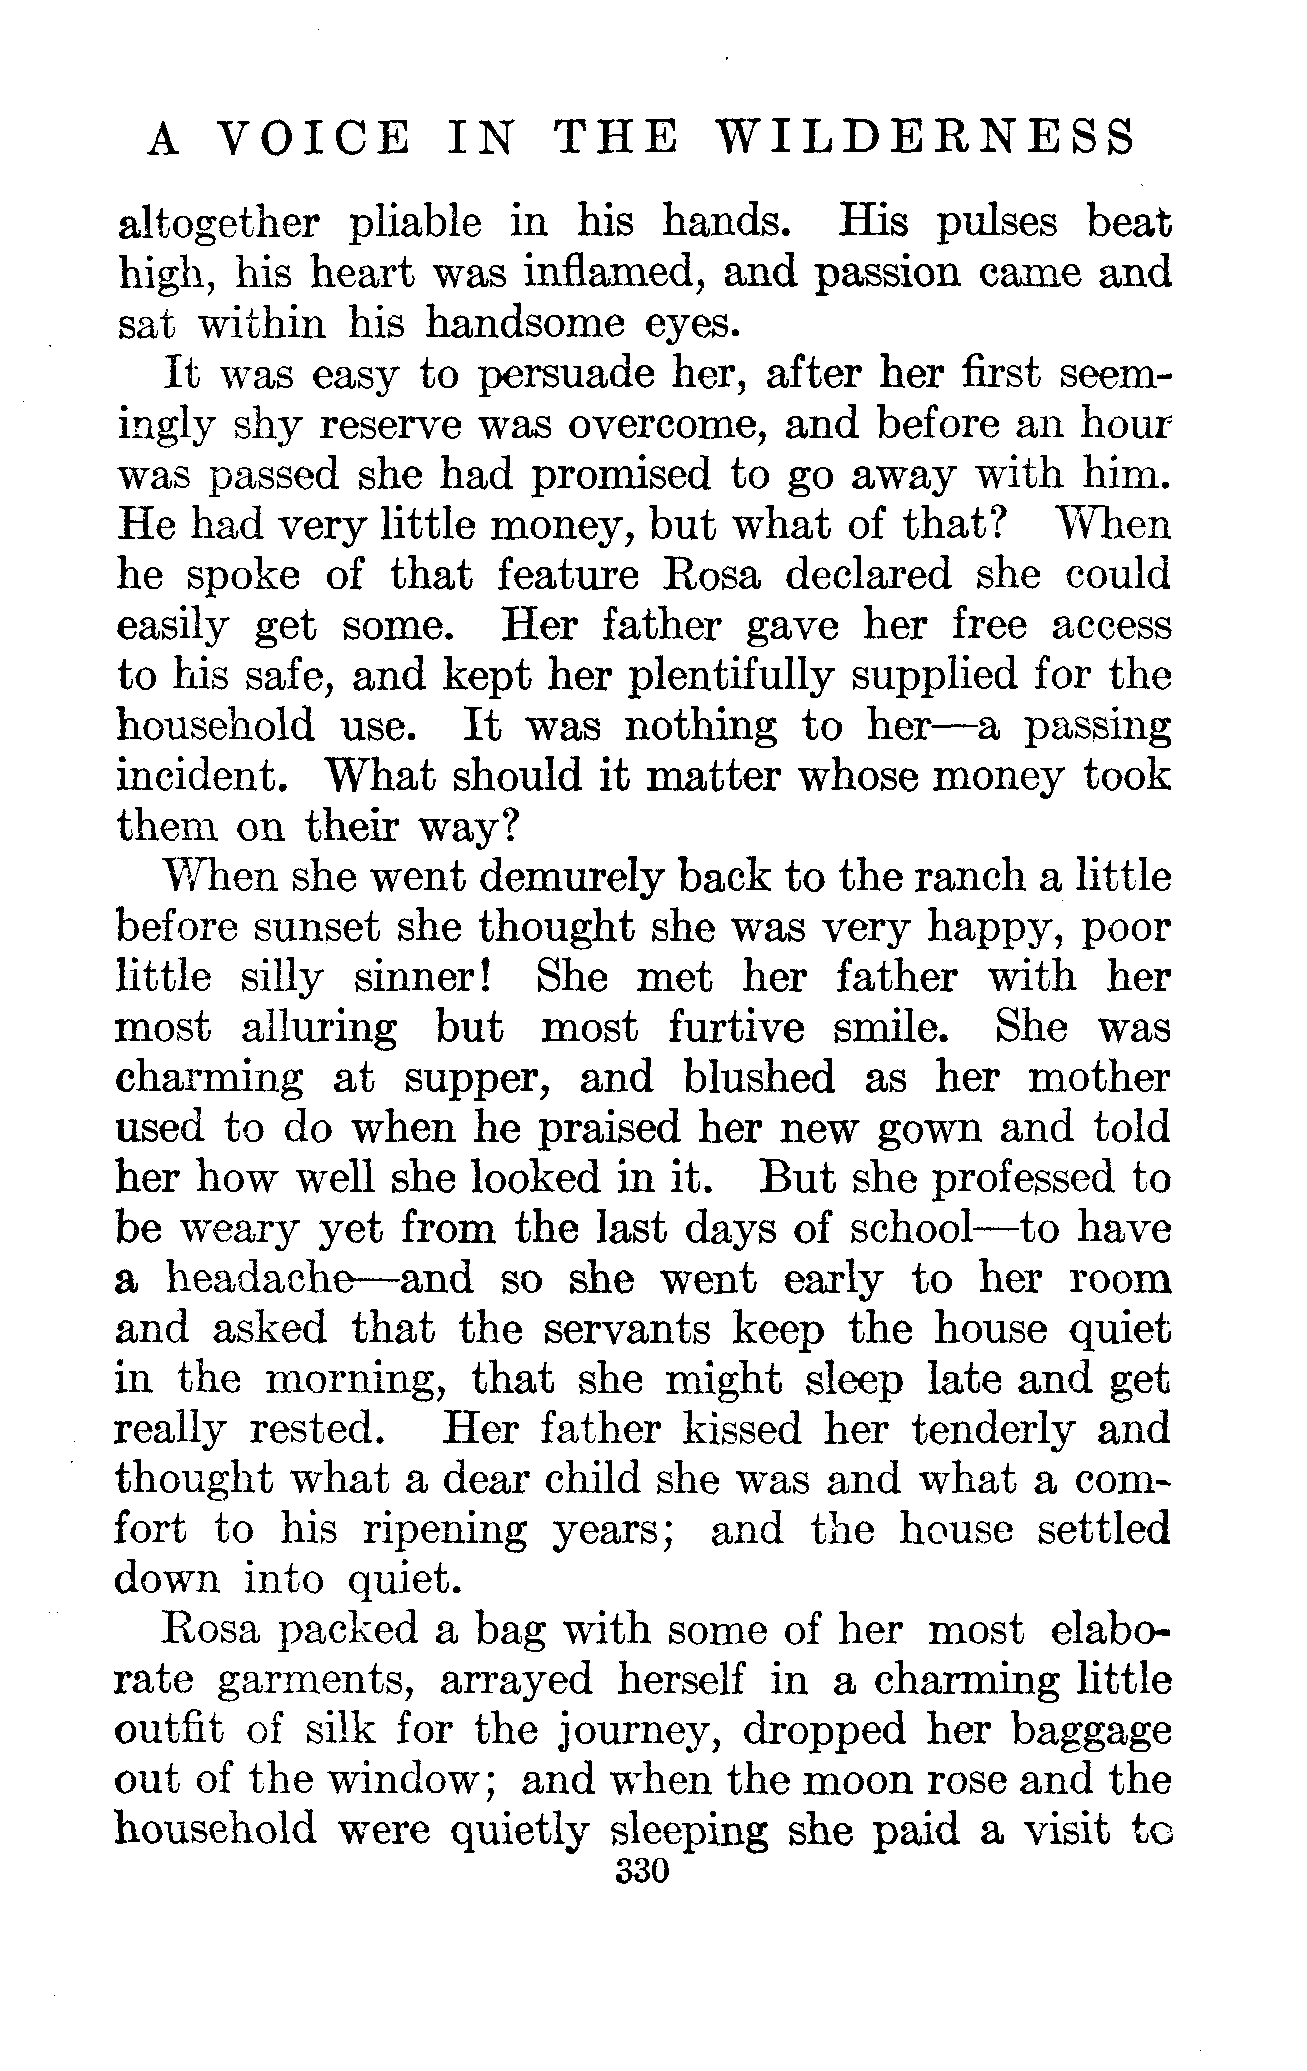 A VOICE IN THE WILDERNESS
altogether pliable in his hands. His pulses beat
high, his heart was inflamed, and passion came and
sat within his handsome eyes.
It was easy to persuade her, after her first seem-
ingly shy reserve was overcome, and before an hour
was passed she had promised to go away with him.
He had very little money, but what of that? When
he spoke of that feature Rosa declared she could
easily get some. Her father gave her free access
to his safe, and kept her plentifully supplied for the
household use. It was nothing to her—a passing
incident. What should it matter whose money took
them on their way?
When she went demurely back to the ranch a little
before sunset she thought she was very happy, poor
little silly sinner! She met her father with her
most alluring but most furtive smile. She was
charming at supper, and blushed as her mother
used to do when he praised her new gown and told
her how well she looked in it. But she professed to
be weary yet from the last days of school—to have
a headache—and so she went early to her room
and asked that the servants keep the house quiet
in the morning, that she might sleep late and get
really rested. Her father kissed her tenderly and
thought what a dear child she was and what a com-
fort to his ripening years; and the house settled
down into quiet.
Rosa packed a bag with some of her most elabo-
rate garments, arrayed herself in a charming little
outfit of silk for the journey, dropped her baggage
out of the window; and when the moon rose and the
household were quietly sleeping she paid a visit to
330